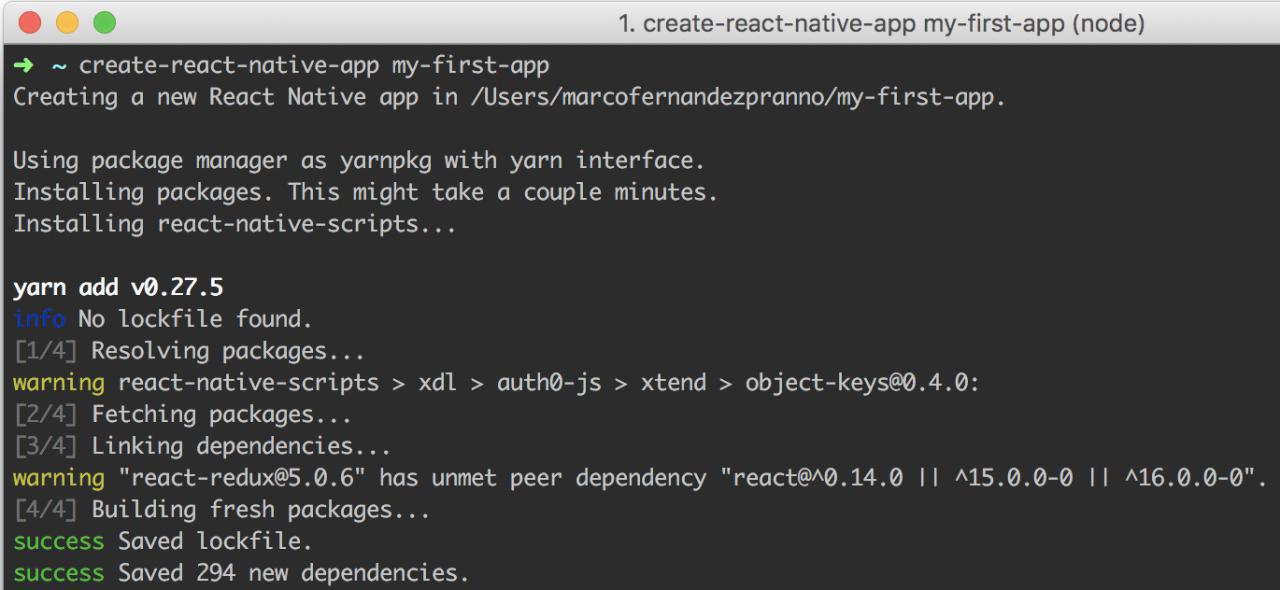 1. create-react-native-app my-first-app (node)
➜ ~ create-react-native-app my-first-app
Creating a new React Native app in /Users/marcofernandezpranno/my-first-app.
Using package manager as yarnpkg with yarn interface.
Installing packages. This might take a couple minutes.
Installing react-native-scripts...
yarn add v0.27.5
info No lockfile found.
[1/4] Resolving packages...
warning react-native-scripts > xdl > auth0-js > xtend > object-keys@0.4.0:
[2/4] Fetching packages...
[3/4] Linking dependencies...
warning "react-redux@5.0.6" has unmet peer dependency "react@^0.14.0 || ^15.0.0-0 || ^16.0.0-0".
[4/4] Building fresh packages...
success Saved lockfile.
success Saved 294 new dependencies.